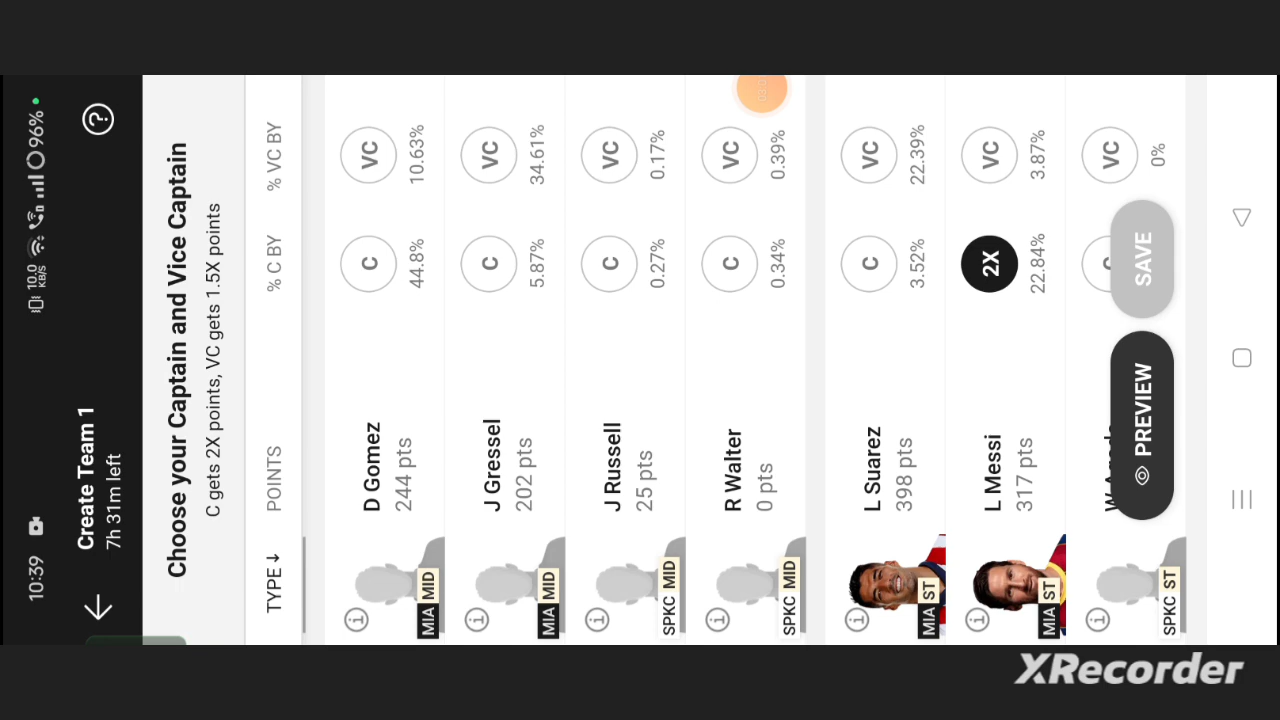 10:39
10.0
KB/S
96%
Create Team 1
7h 31m left
?
Choose your Captain and Vice Captain
C gets 2X points, VC gets 1.5X points
TYPE ↓ POINTS % C BY % VC BY
i MIA MID D Gomez
244 pts
C 44.8%
VC 10.63%
i MIA MID J Gressel
202 pts
C 5.87%
VC 34.61%
i SPKC MID J Russell
25 pts
C 0.27%
VC 0.17%
i SPKC MID R Walter
0 pts
C 0.34%
VC 0.39%
i MIA ST L Suarez
398 pts
C 3.52%
VC 22.39%
i MIA ST L Messi
317 pts
2X 22.84%
VC 3.87%
i SPKC ST
VC 0%
PREVIEW
SAVE
XRecorder